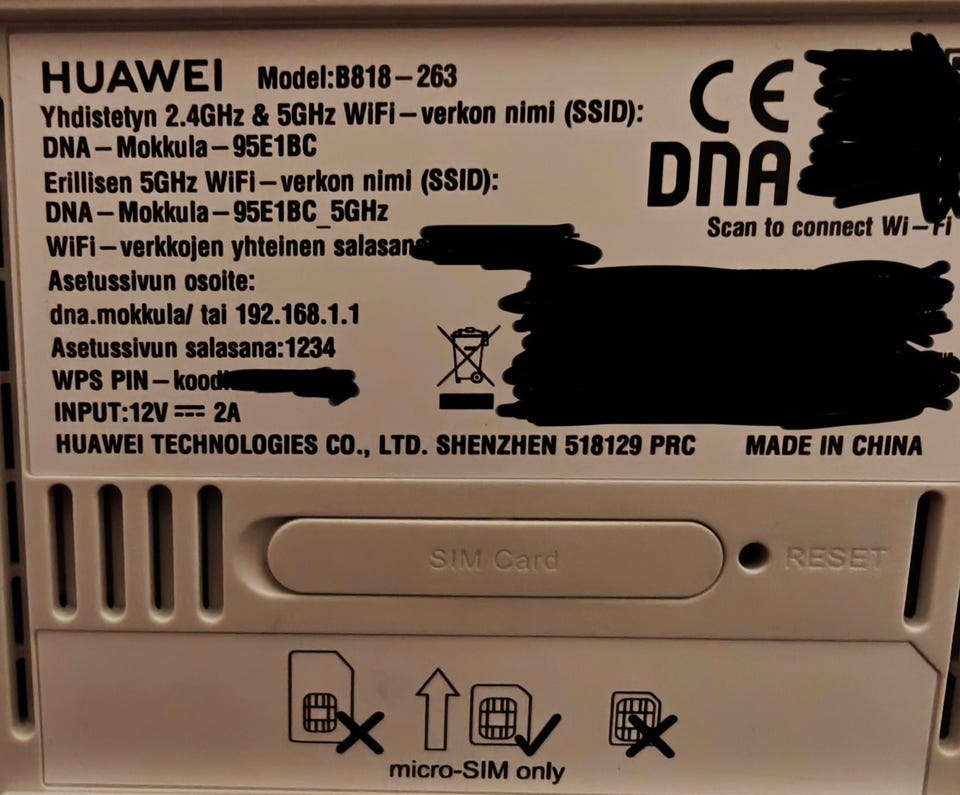 HUAWEI Model:B818-263
Yhdistetyn 2.4GHz & 5GHz WiFi-verkon nimi (SSID):
DNA-Mokkula-95E1BC
Erillisen 5GHz WiFi-verkon nimi (SSID):
DNA-Mokkula-95E1BC_5GHz
WiFi-verkkojen yhteinen
Asetussivun osoite:
dna.mokkula/ tai 192.168.1.1
Asetussivun salasana:1234
WPS PIN-
INPUT:12V ⎓ 2A
HUAWEI TECHNOLOGIES CO., LTD. SHENZHEN 518129 PRC
MADE IN CHINA
CE
DNA
Scan to connect Wi-Fi
SIM Card
RESET
micro-SIM only